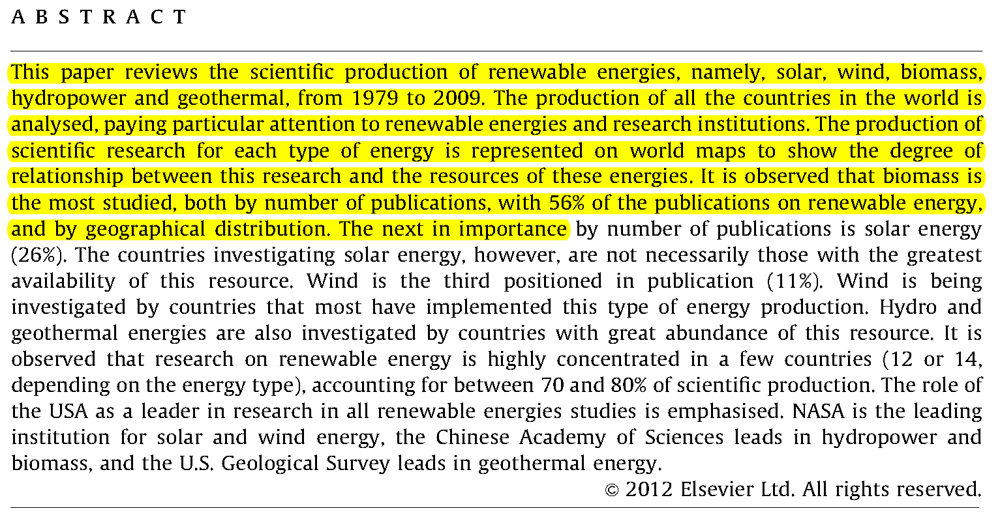 A B S T R A C T
This paper reviews the scientific production of renewable energies, namely, solar, wind, biomass,
hydropower and geothermal, from 1979 to 2009. The production of all the countries in the world is
analysed, paying particular attention to renewable energies and research institutions. The production of
scientific research for each type of energy is represented on world maps to show the degree of
relationship between this research and the resources of these energies. It is observed that biomass is
the most studied, both by number of publications, with 56% of the publications on renewable energy,
and by geographical distribution. The next in importance by number of publications is solar energy
(26%). The countries investigating solar energy, however, are not necessarily those with the greatest
availability of this resource. Wind is the third positioned in publication (11%). Wind is being
investigated by countries that most have implemented this type of energy production. Hydro and
geothermal energies are also investigated by countries with great abundance of this resource. It is
observed that research on renewable energy is highly concentrated in a few countries (12 or 14,
depending on the energy type), accounting for between 70 and 80% of scientific production. The role of
the USA as a leader in research in all renewable energies studies is emphasised. NASA is the leading
institution for solar and wind energy, the Chinese Academy of Sciences leads in hydropower and
biomass, and the U.S. Geological Survey leads in geothermal energy.
© 2012 Elsevier Ltd. All rights reserved.